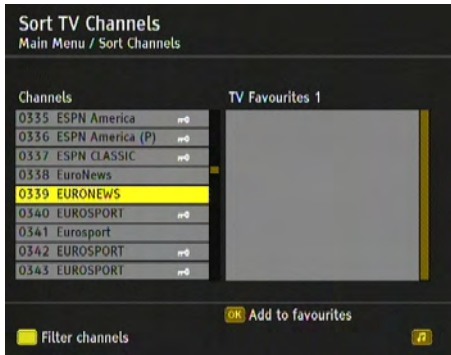 Sort TV Channels
Main Menu / Sort Channels
Channels
TV Favourites 1
0335 ESPN America
0336 ESPN America (P)
0337 ESPN CLASSIC
0338 EuroNews
0339 EURONEWS
0340 EUROSPORT
0341 Eurosport
0342 EUROSPORT
0343 EUROSPORT
OK Add to favourites
Filter channels